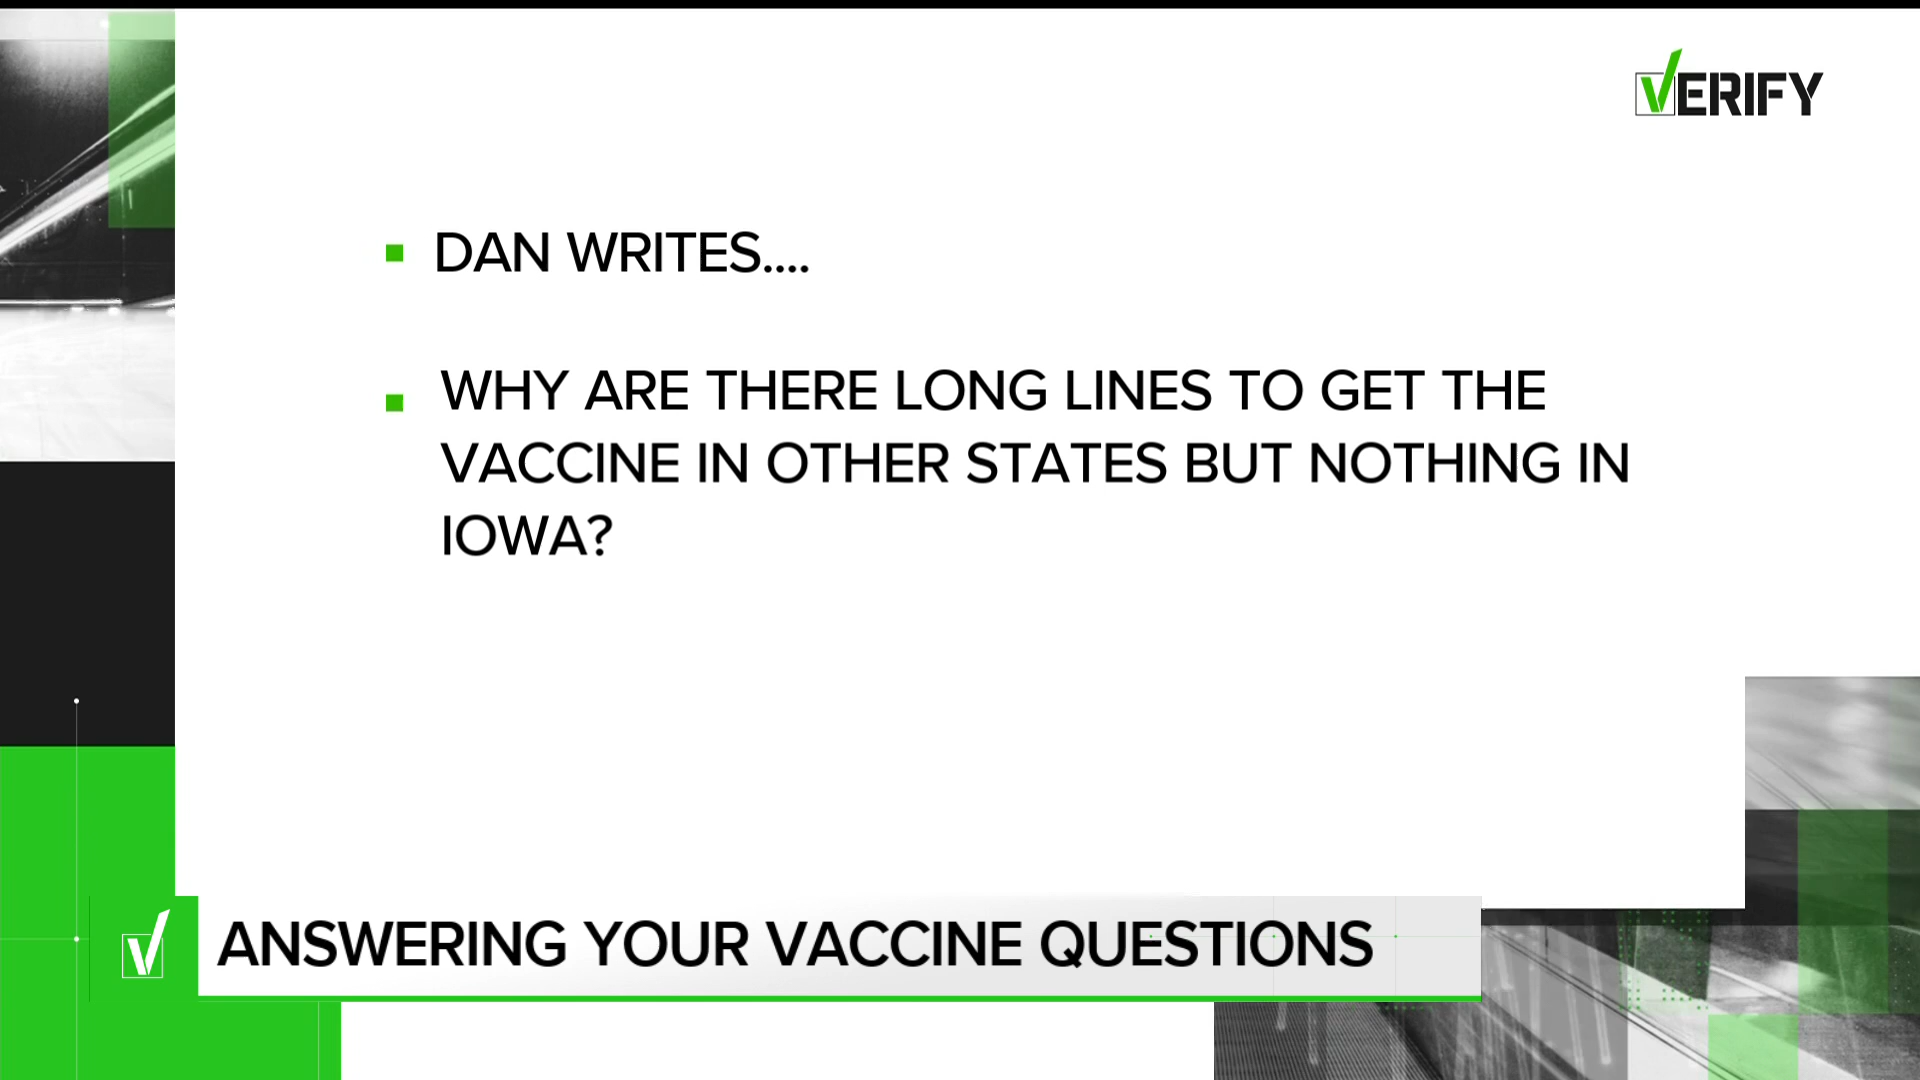 VERIFY
DAN WRITES....
WHY ARE THERE LONG LINES TO GET THE
VACCINE IN OTHER STATES BUT NOTHING IN
IOWA?
ANSWERING YOUR VACCINE QUESTIONS